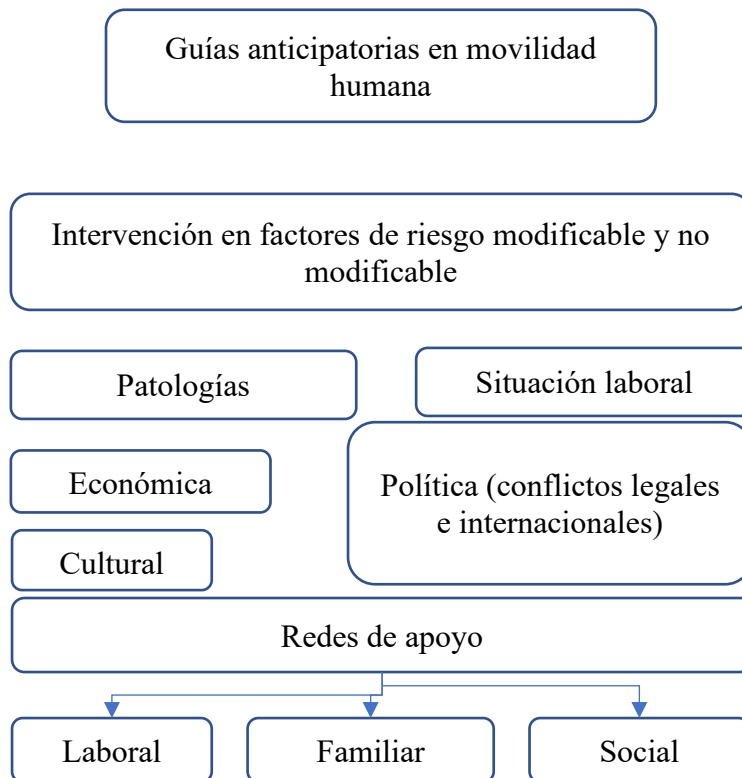 Guías anticipatorias en movilidad
humana
Intervención en factores de riesgo modificable y no
modificable
Patologías
Situación laboral
Económica
Política (conflictos legales
e internacionales)
Cultural
Redes de apoyo
Laboral
Familiar
Social